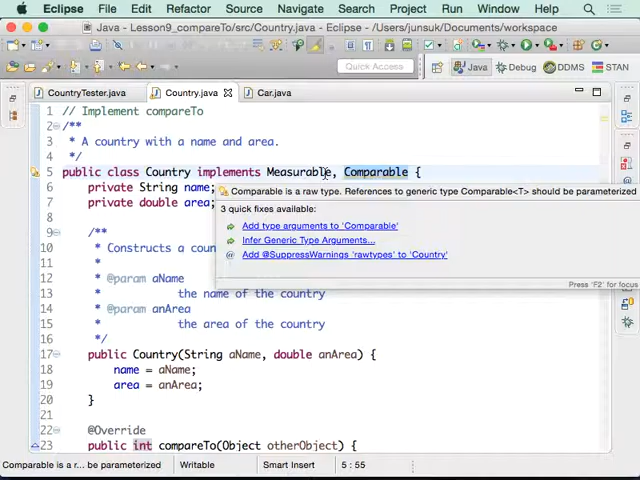 Eclipse File Edit Refactor Source Navigate Search Project Run Window Help
Java - Lesson9_compareTo/src/Country.java - Eclipse - /Users/junsuk/Documents/workspace
Quick Access Java Debug DDMS STAN
CountryTester.java Country.java Car.java
1 // Implement compareTo
2 /**
3 * A country with a name and area.
4 */
5 public class Country implements Measurable, Comparable {
6 private String name;
7 private double area;
Comparable is a raw type. References to generic type Comparable<T> should be parameterized
3 quick fixes available:
Add type arguments to 'Comparable'
Infer Generic Type Arguments...
Add @SuppressWarnings 'rawtypes' to 'Country'
Press 'F2' for focus
8
9 /**
10 * Constructs a coun
11 *
12 * @param aName
13 * the name of the country
14 * @param anArea
15 * the area of the country
16 */
17 public Country(String aName, double anArea) {
18 name = aName;
19 area = anArea;
20 }
21
22 @Override
23 public int compareTo(Object otherObject) {
Comparable is a r... be parameterized Writable Smart Insert 5 : 55